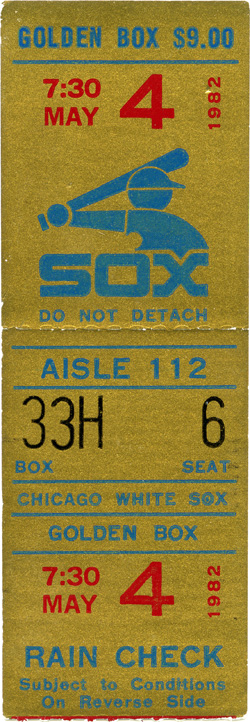 GOLDEN BOX $9.00
7:30
MAY 4 1982
SOX
DO NOT DETACH
AISLE 112
33H 6
BOX SEAT
CHICAGO WHITE SOX
GOLDEN BOX
7:30
MAY 4 1982
RAIN CHECK
Subject to Conditions
On Reverse Side